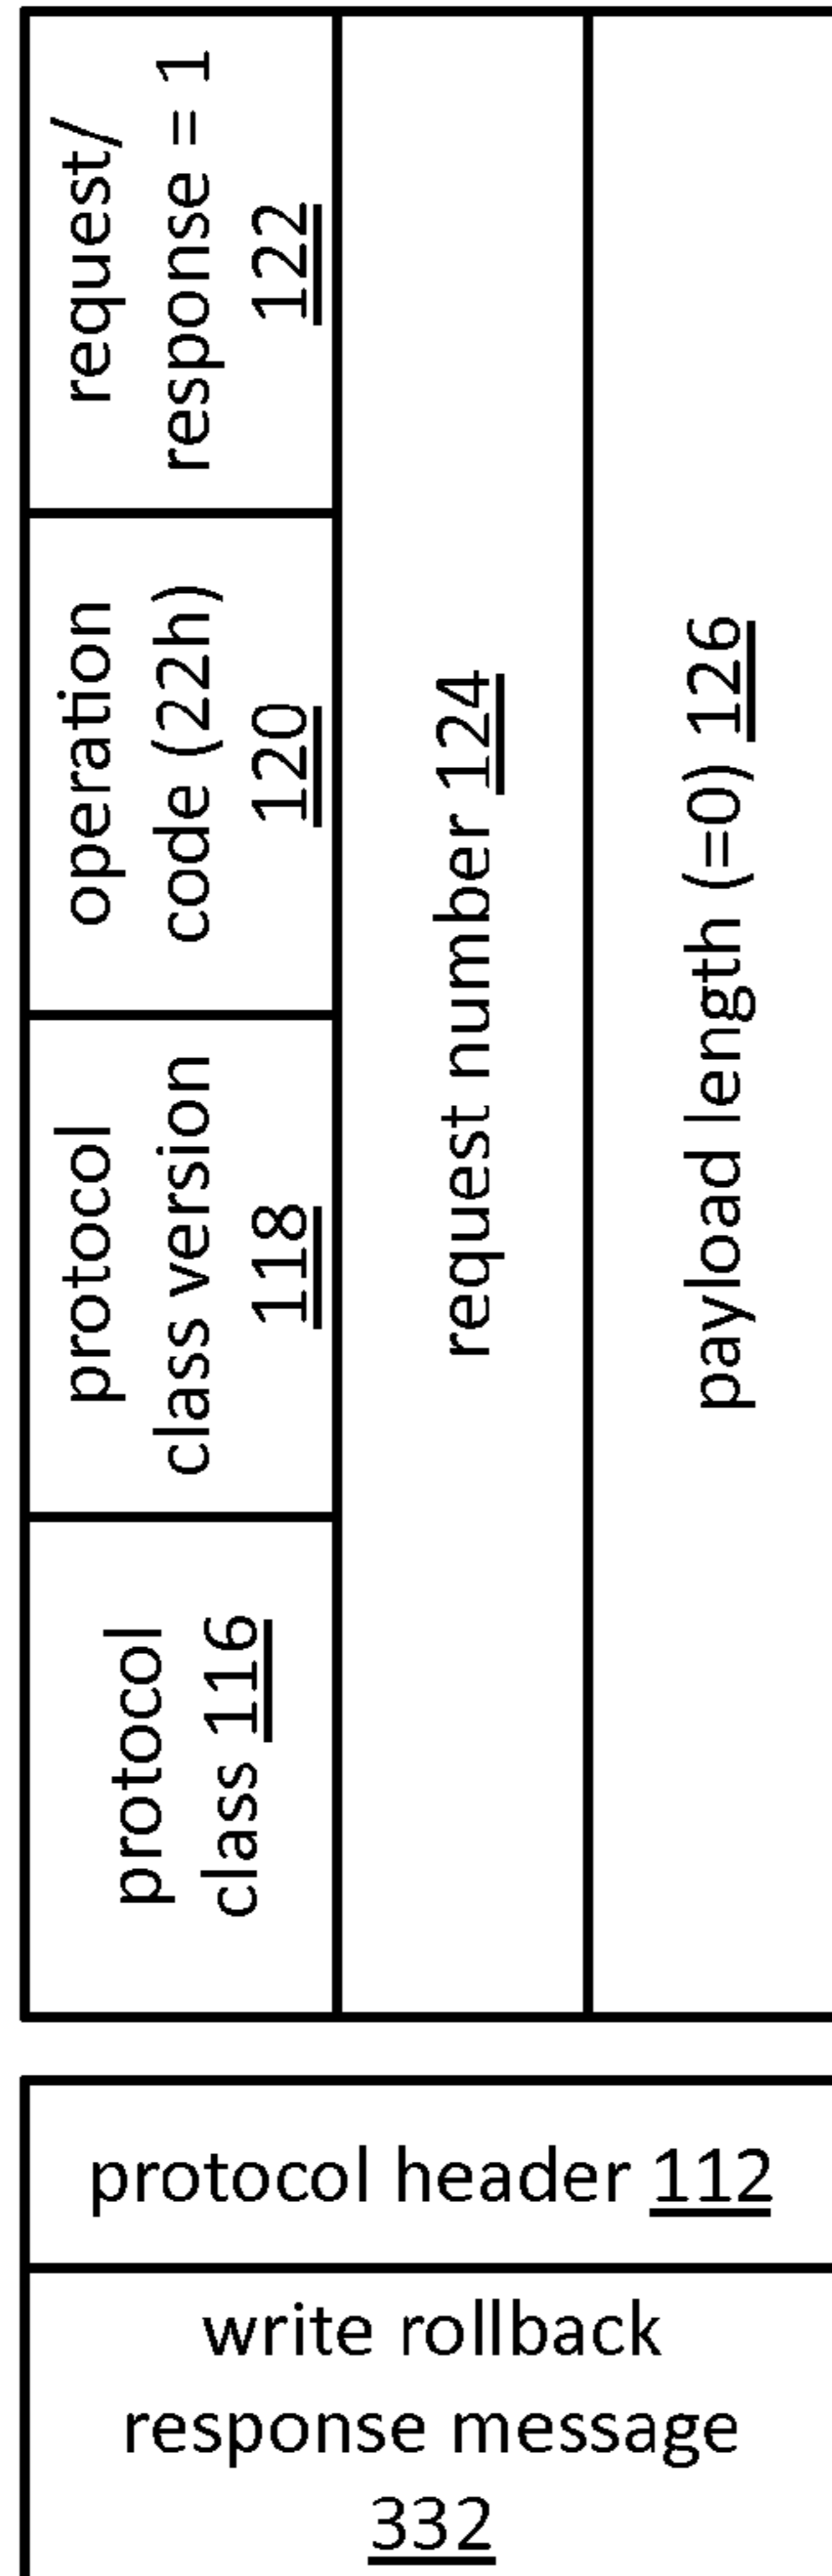 protocol
class 116
protocol
class version
118
operation
code (22h)
120
request/
response = 1
122
request number 124
payload length (=0) 126
protocol header 112
write rollback
response message
332